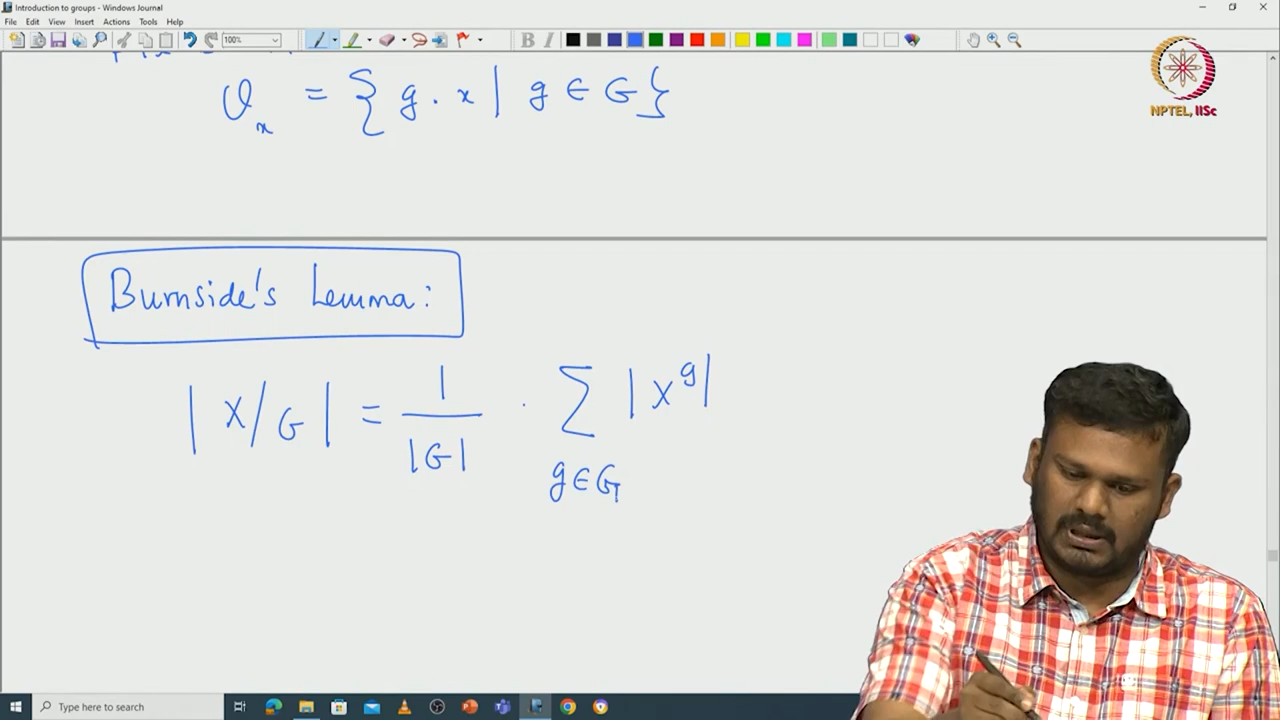 Introduction to groups - Windows Journal
File Edit View Insert Actions Tools Help
100%
B I
NPTEL, IISc
O_x = { g · x | g ∈ G }
Burnside's Lemma:
| X/G | = 1/|G| · Σ_{g∈G} | X^g |
Type here to search